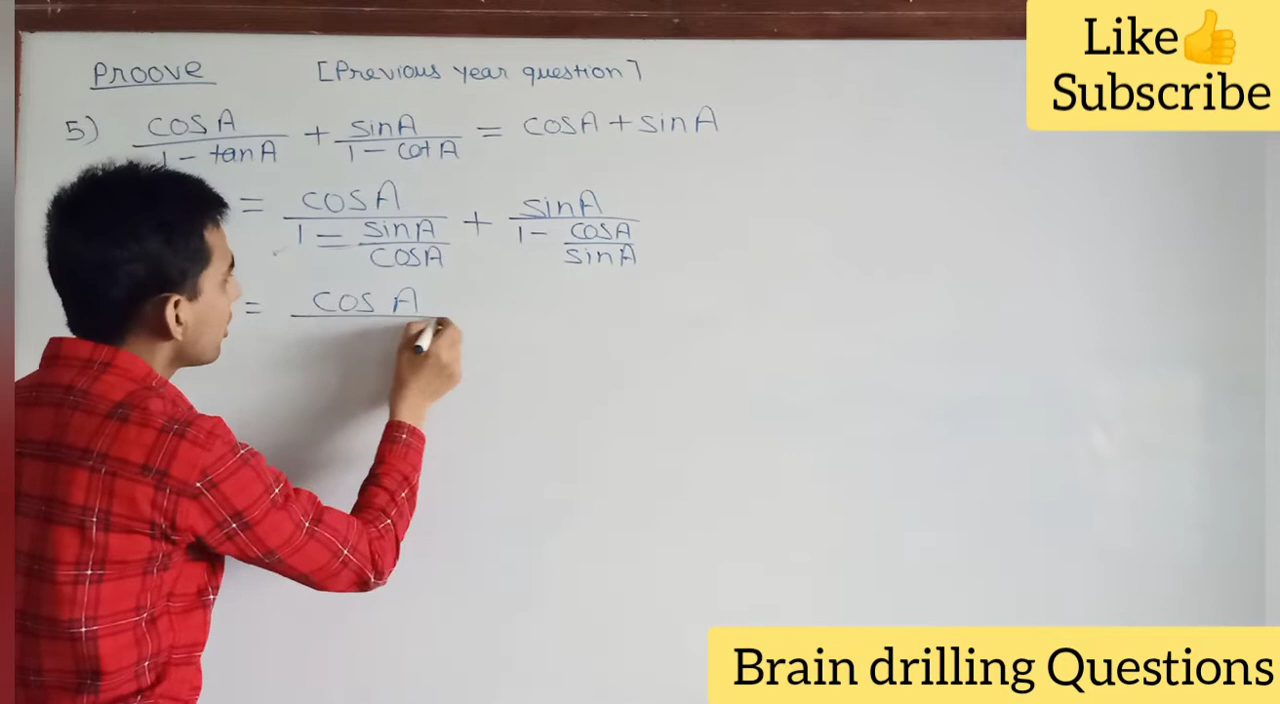 Proove [Previous year question]
5) cosA / 1 - tanA + sinA / 1 - cotA = cosA + sinA
= cosA / 1 - sinA / cosA + sinA / 1 - cosA / sinA
= cosA
Like👍
Subscribe
Brain drilling Questions